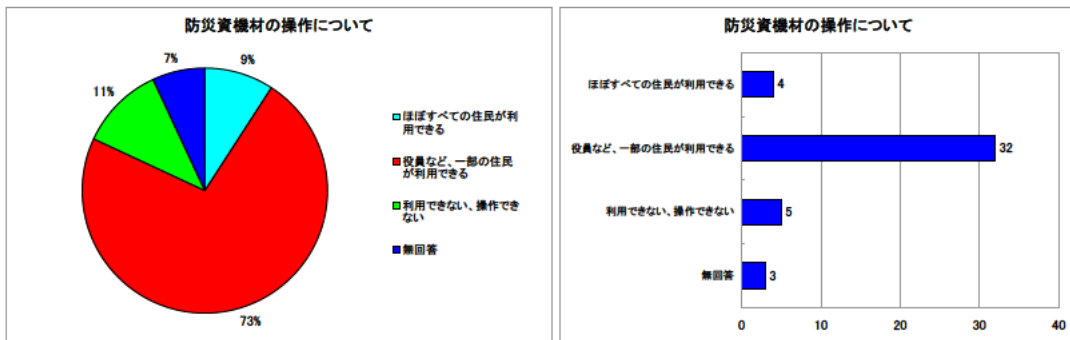 防災資機材の操作について
7%
9%
11%
73%
ほぼすべての住民が利
用できる
役員など、一部の住民
が利用できる
利用できない、操作でき
ない
無回答
防災資機材の操作について
ほぼすべての住民が利用できる
4
役員など、一部の住民が利用できる
32
利用できない、操作できない
5
無回答
3
0 10 20 30 40